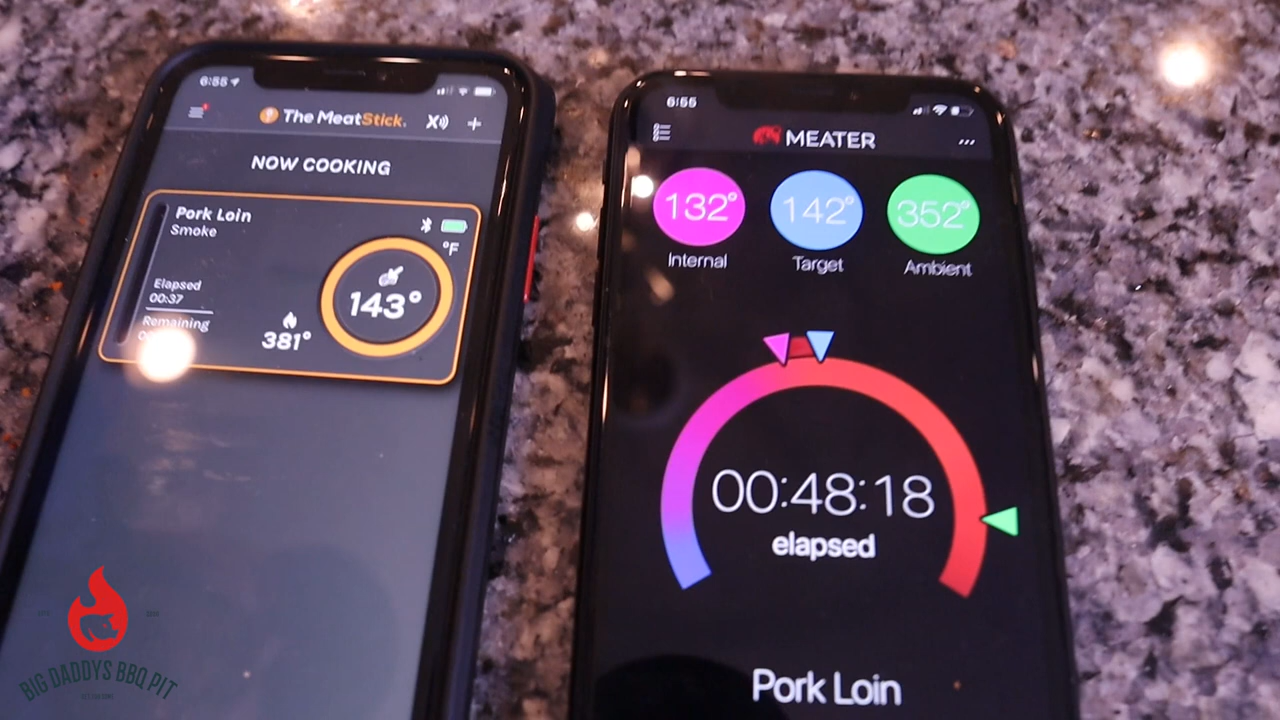 6:55
The MeatStick.
NOW COOKING
Pork Loin
Smoke
°F
Elapsed
00:37
Remaining
143°
381°
6:55
MEATER
132°
142°
352°
Internal
Target
Ambient
00:48:18
elapsed
Pork Loin
BIG DADDYS BBQ PIT